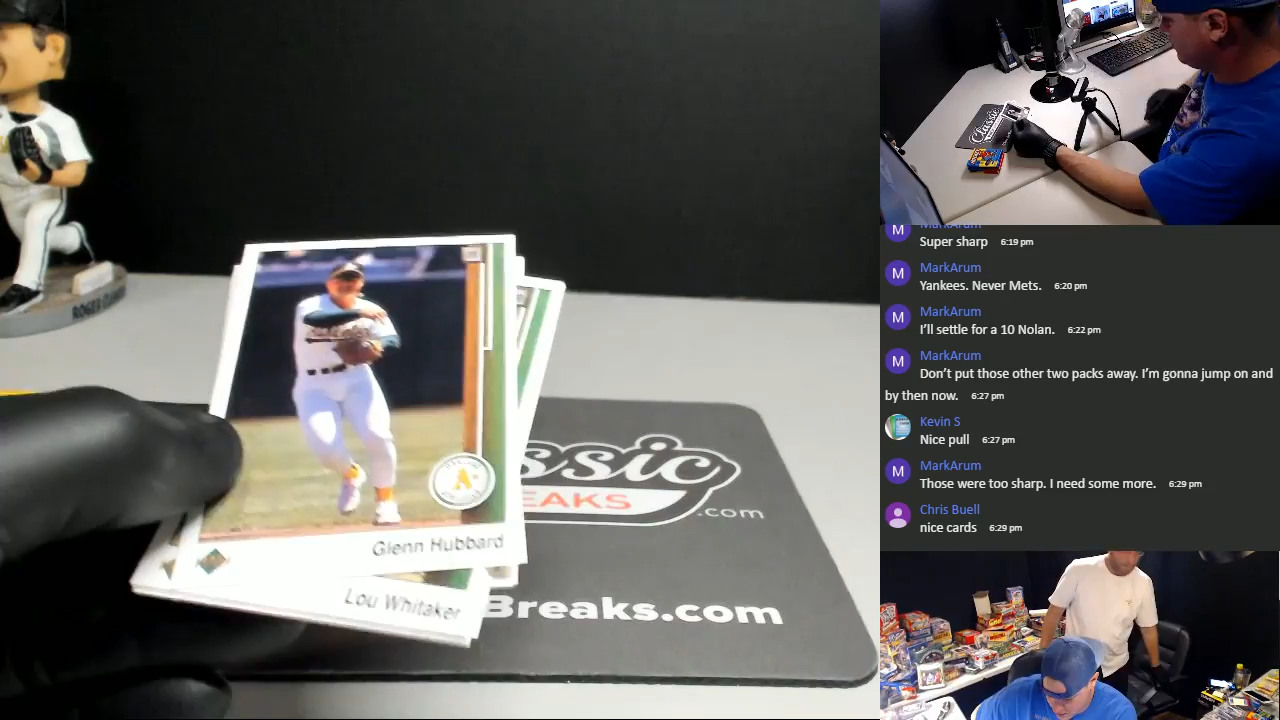 Glenn Hubbard
Lou Whitaker
ssic
EAKS
.com
Breaks.com
Classic
MarkArum
Super sharp 6:19 pm
M MarkArum
Yankees. Never Mets. 6:20 pm
M MarkArum
I'll settle for a 10 Nolan. 6:22 pm
M MarkArum
Don't put those other two packs away. I'm gonna jump on and
by then now. 6:27 pm
Kevin S
Nice pull 6:27 pm
M MarkArum
Those were too sharp. I need some more. 6:29 pm
Chris Buell
nice cards 6:29 pm